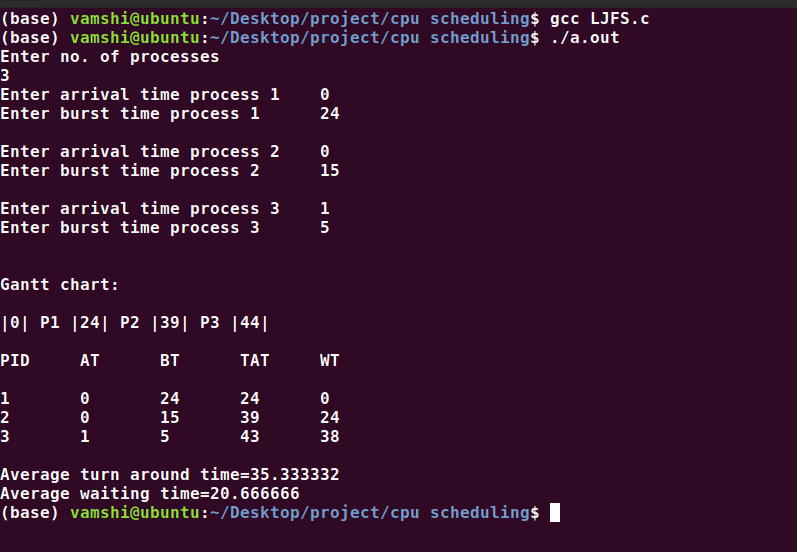 (base) vamshi@ubuntu:~/Desktop/project/cpu scheduling$ gcc LJFS.c
(base) vamshi@ubuntu:~/Desktop/project/cpu scheduling$ ./a.out
Enter no. of processes
3
Enter arrival time process 1    0
Enter burst time process 1      24

Enter arrival time process 2    0
Enter burst time process 2      15

Enter arrival time process 3    1
Enter burst time process 3      5


Gantt chart:

|0| P1 |24| P2 |39| P3 |44|

PID     AT      BT      TAT     WT

1       0       24      24      0
2       0       15      39      24
3       1       5       43      38

Average turn around time=35.333332
Average waiting time=20.666666
(base) vamshi@ubuntu:~/Desktop/project/cpu scheduling$